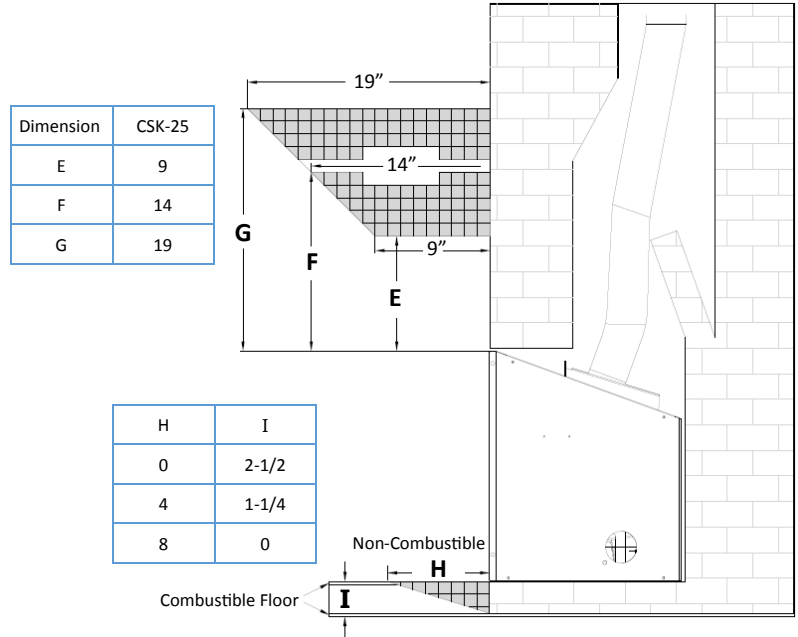 19”
Dimension CSK-25
E 9
F 14
G 19
14”
G
F
9”
E
H I
0 2-1/2
4 1-1/4
8 0
Non-Combustible
H
Combustible Floor
I